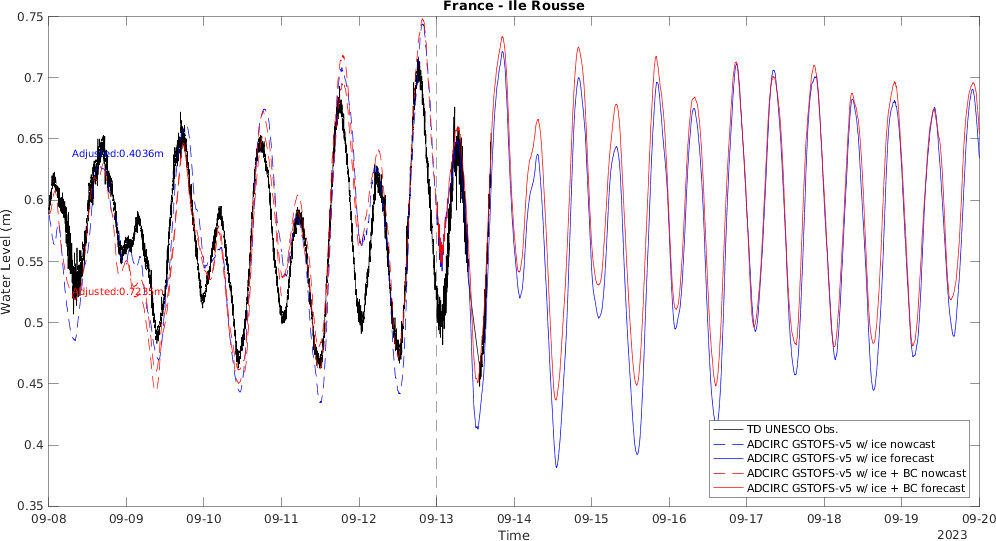 France - Ile Rousse
0.75
0.7
0.65
0.6
0.55
0.5
0.45
0.4
0.35
Water Level (m)
Adjusted:0.4036m
Adjusted:0.7235m
TD UNESCO Obs.
ADCIRC GSTOFS-v5 w/ ice nowcast
ADCIRC GSTOFS-v5 w/ ice forecast
ADCIRC GSTOFS-v5 w/ ice + BC nowcast
ADCIRC GSTOFS-v5 w/ ice + BC forecast
09-08 09-09 09-10 09-11 09-12 09-13 09-14 09-15 09-16 09-17 09-18 09-19 09-20
Time
2023